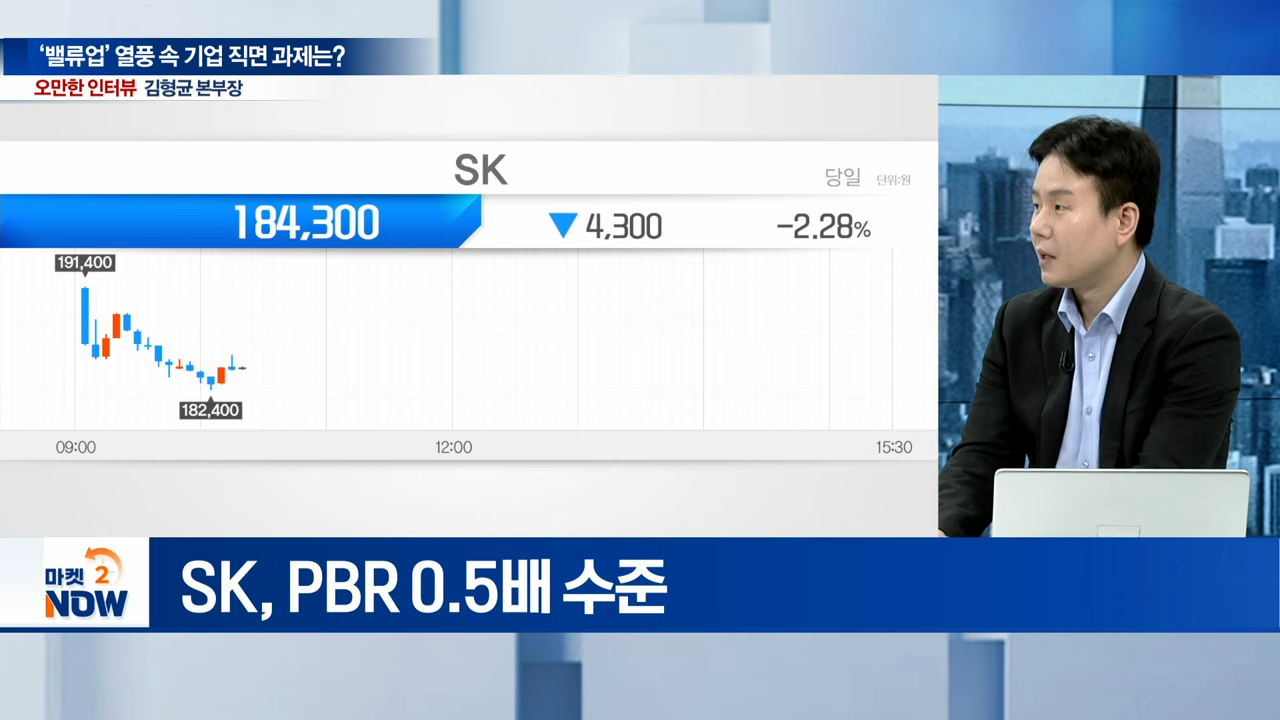 ‘밸류업’ 열풍 속 기업 직면 과제는?
오만한 인터뷰 김형균 본부장
SK
당일 단위:원
184,300 ▼ 4,300 -2.28%
191,400
182,400
09:00 12:00 15:30
마켓 2
NOW
SK, PBR 0.5배 수준